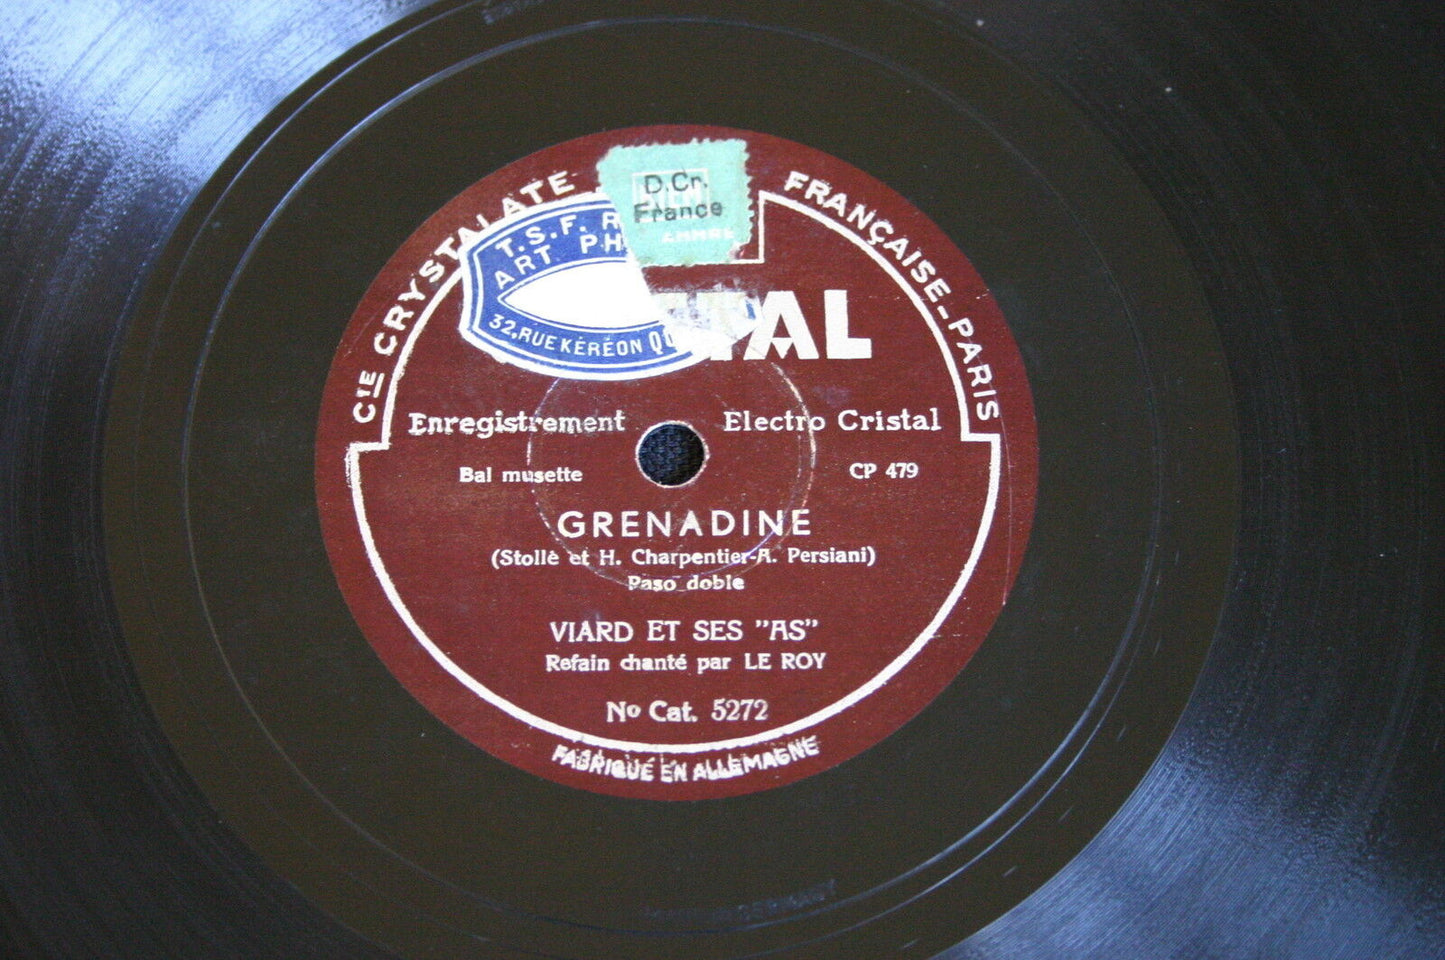 CIE CRYSTALATE FRANÇAISE-PARIS
D.Cr.
France
T.S.F.
ART
32, RUE KÉRÉON
TAL
Enregistrement Electro Cristal
Bal musette CP 479
GRENADINE
(Stollè et H. Charpentier-A. Persiani)
Paso doble
VIARD ET SES "AS"
Refain chanté par LE ROY
No Cat. 5272
FABRIQUÉ EN ALLEMAGNE